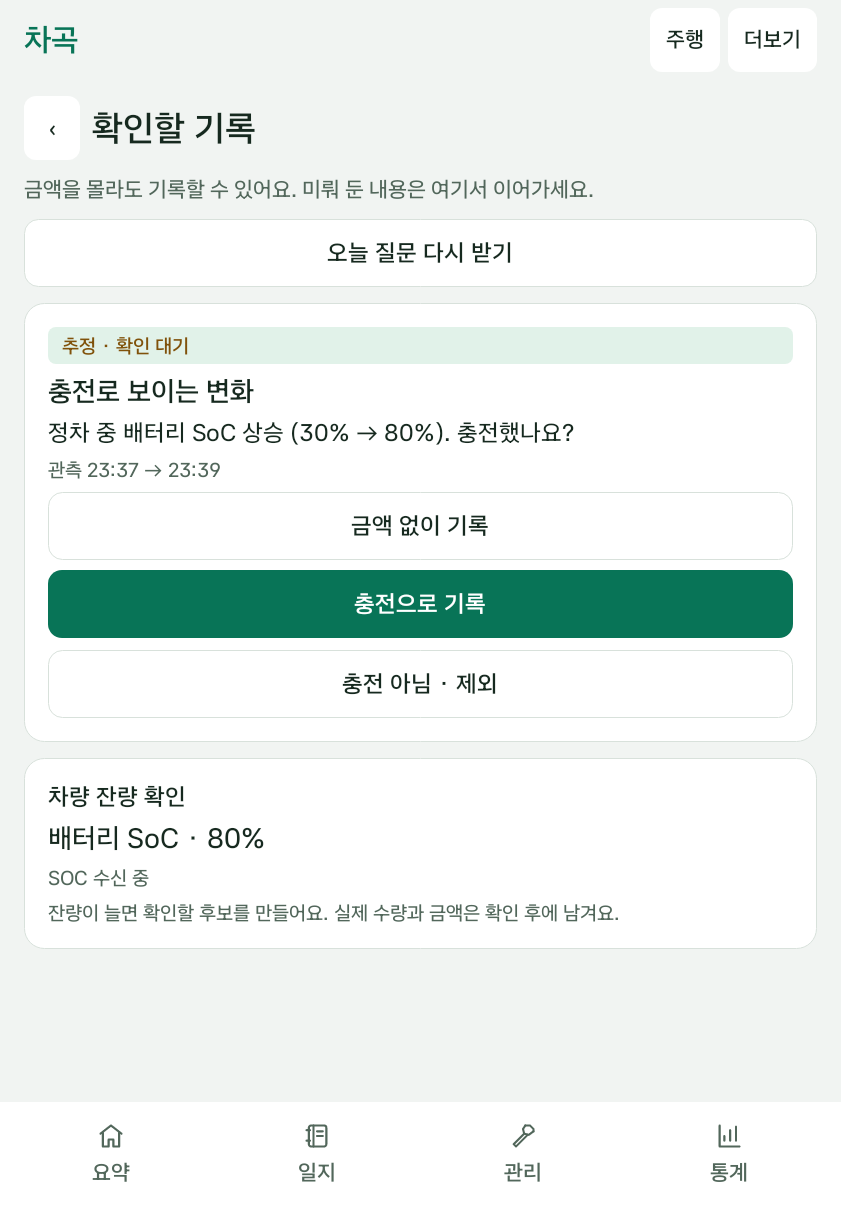 차곡
주행
더보기
‹
확인할 기록
금액을 몰라도 기록할 수 있어요. 미뤄 둔 내용은 여기서 이어가세요.
오늘 질문 다시 받기
추정 · 확인 대기
충전로 보이는 변화
정차 중 배터리 SoC 상승 (30% → 80%). 충전했나요?
관측 23:37 → 23:39
금액 없이 기록
충전으로 기록
충전 아님 · 제외
차량 잔량 확인
배터리 SoC · 80%
SOC 수신 중
잔량이 늘면 확인할 후보를 만들어요. 실제 수량과 금액은 확인 후에 남겨요.
요약
일지
관리
통계